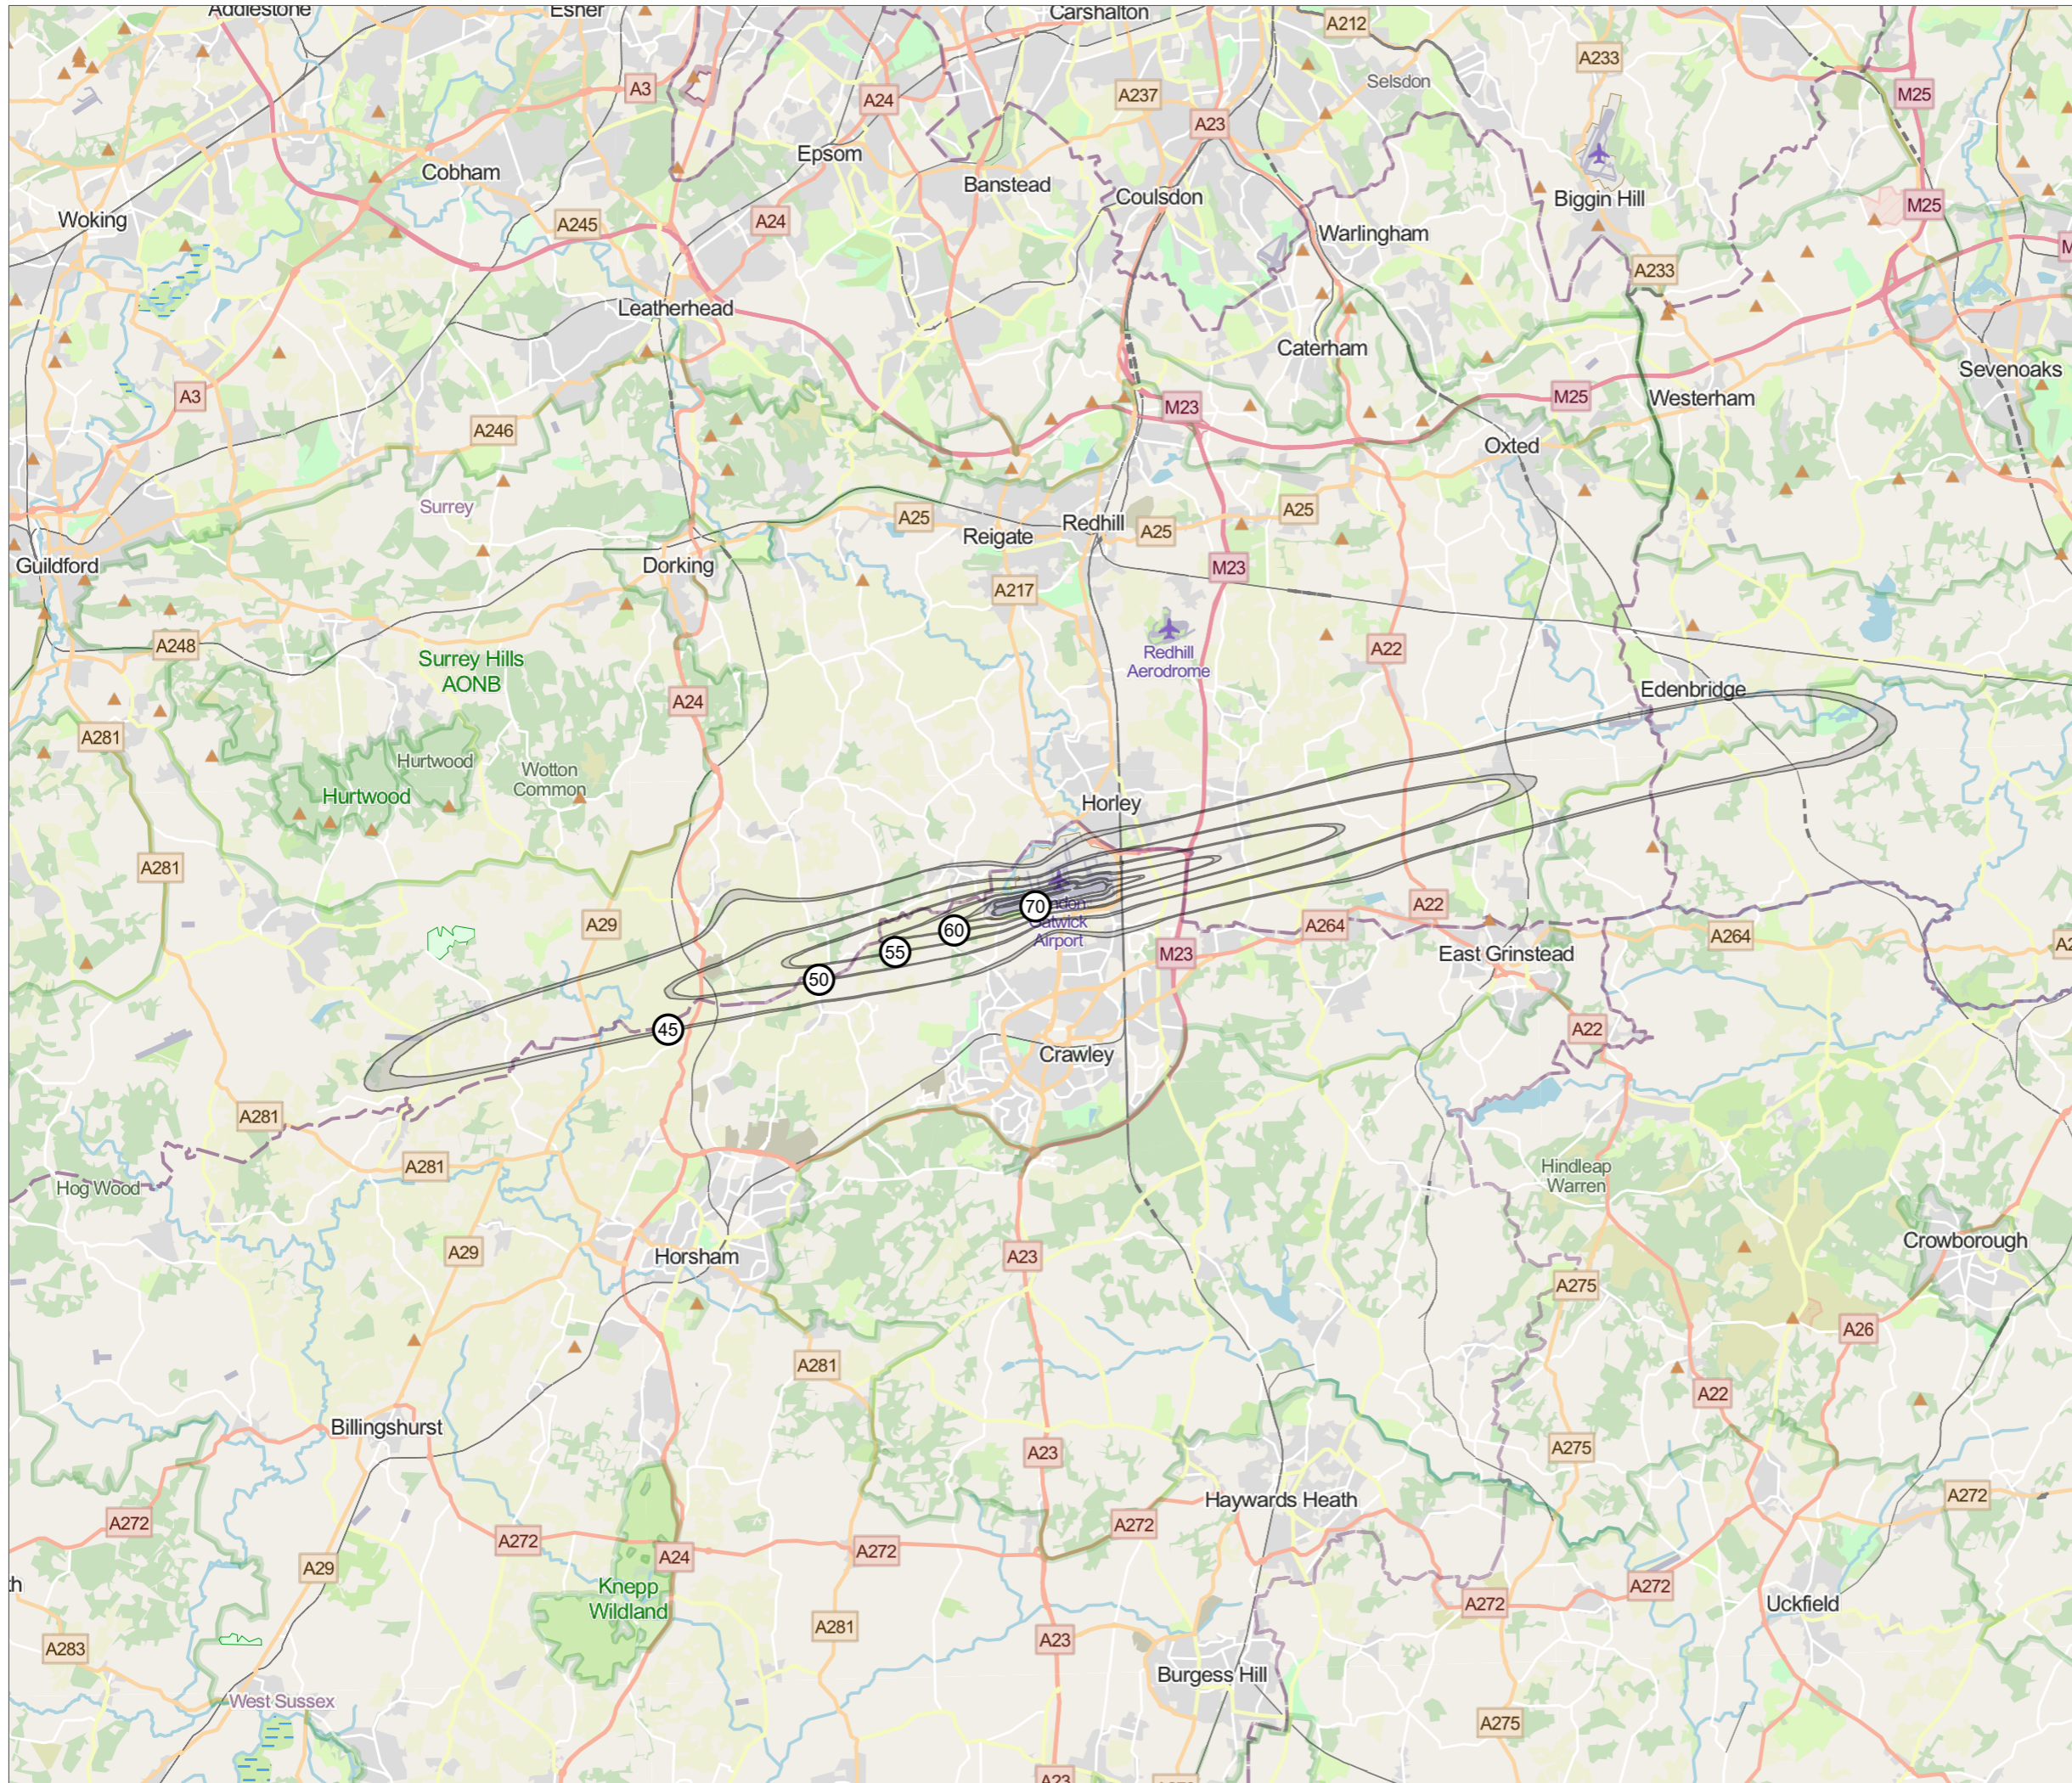 Addlestone
Esher
Carshalton
A212
A233
A3
A24
A237
Selsdon
M25
A23
Cobham
Epsom
Banstead
Coulsdon
Biggin Hill
M25
Woking
A245
A24
Warlingham
A233
Leatherhead
Caterham
Sevenoaks
A3
A246
M23
M25
Westerham
Oxted
Surrey
A25
Reigate
Redhill
A25
A25
Guildford
Dorking
A217
M23
A248
Surrey Hills
AONB
Redhill
Aerodrome
A22
A24
Edenbridge
A281
Hurtwood
Wotton
Common
Hurtwood
Horley
A281
A29
70
60
55
50
45
Gatwick
Airport
A22
A264
M23
East Grinstead
A264
A22
Crawley
A281
A281
Hog Wood
Hindleap
Warren
A29
Horsham
A23
Crowborough
A275
A26
A281
A22
Billingshurst
A23
A275
Haywards Heath
A272
A272
A272
A272
A24
A272
A29
Knepp
Wildland
A272
A272
Uckfield
A283
A281
A23
Burgess Hill
West Sussex
A275
A23